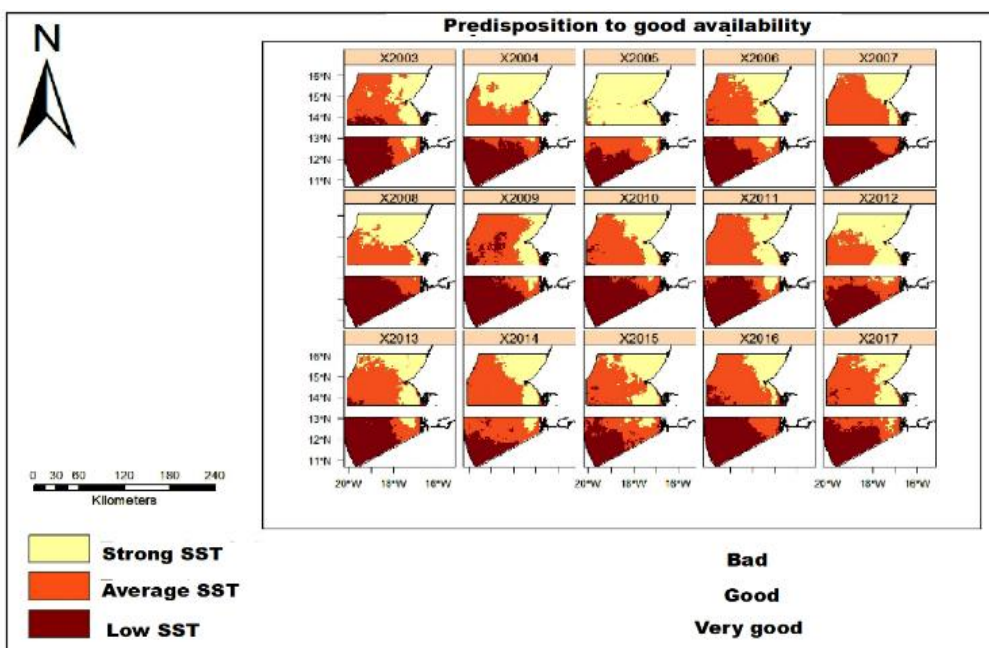 Predisposition to good availability
N
X2003 X2004 X2005 X2006 X2007
16°N
15°N
14°N
13°N
12°N
11°N
X2008 X2009 X2010 X2011 X2012
X2013 X2014 X2015 X2016 X2017
16°N
15°N
14°N
13°N
12°N
11°N
20°W 18°W 16°W 20°W 18°W 16°W 20°W 18°W 16°W
0 30 60 120 180 240
Kilometers
Strong SST Bad
Average SST Good
Low SST Very good